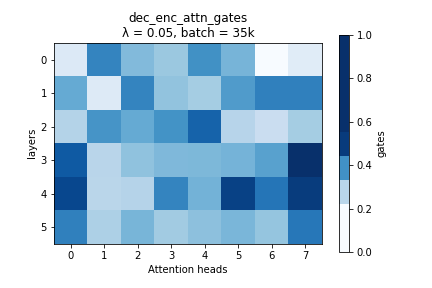 dec_enc_attn_gates
λ = 0.05, batch = 35k
0
1
2
3
4
5
layers
0 1 2 3 4 5 6 7
Attention heads
1.0
0.8
0.6
0.4
0.2
0.0
gates